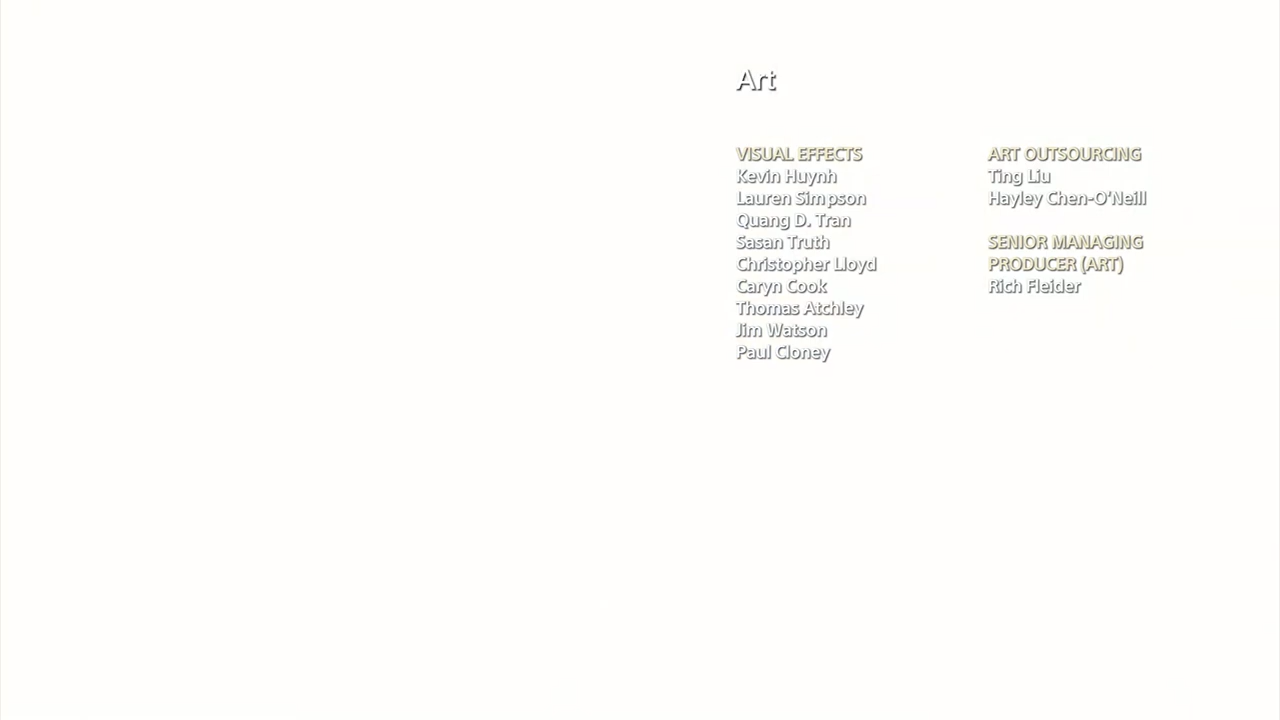 Art
VISUAL EFFECTS
Kevin Huynh
Lauren Simpson
Quang D. Tran
Sasan Truth
Christopher Lloyd
Caryn Cook
Thomas Atchley
Jim Watson
Paul Cloney
ART OUTSOURCING
Ting Liu
Hayley Chen-O'Neill
SENIOR MANAGING
PRODUCER (ART)
Rich Fleider